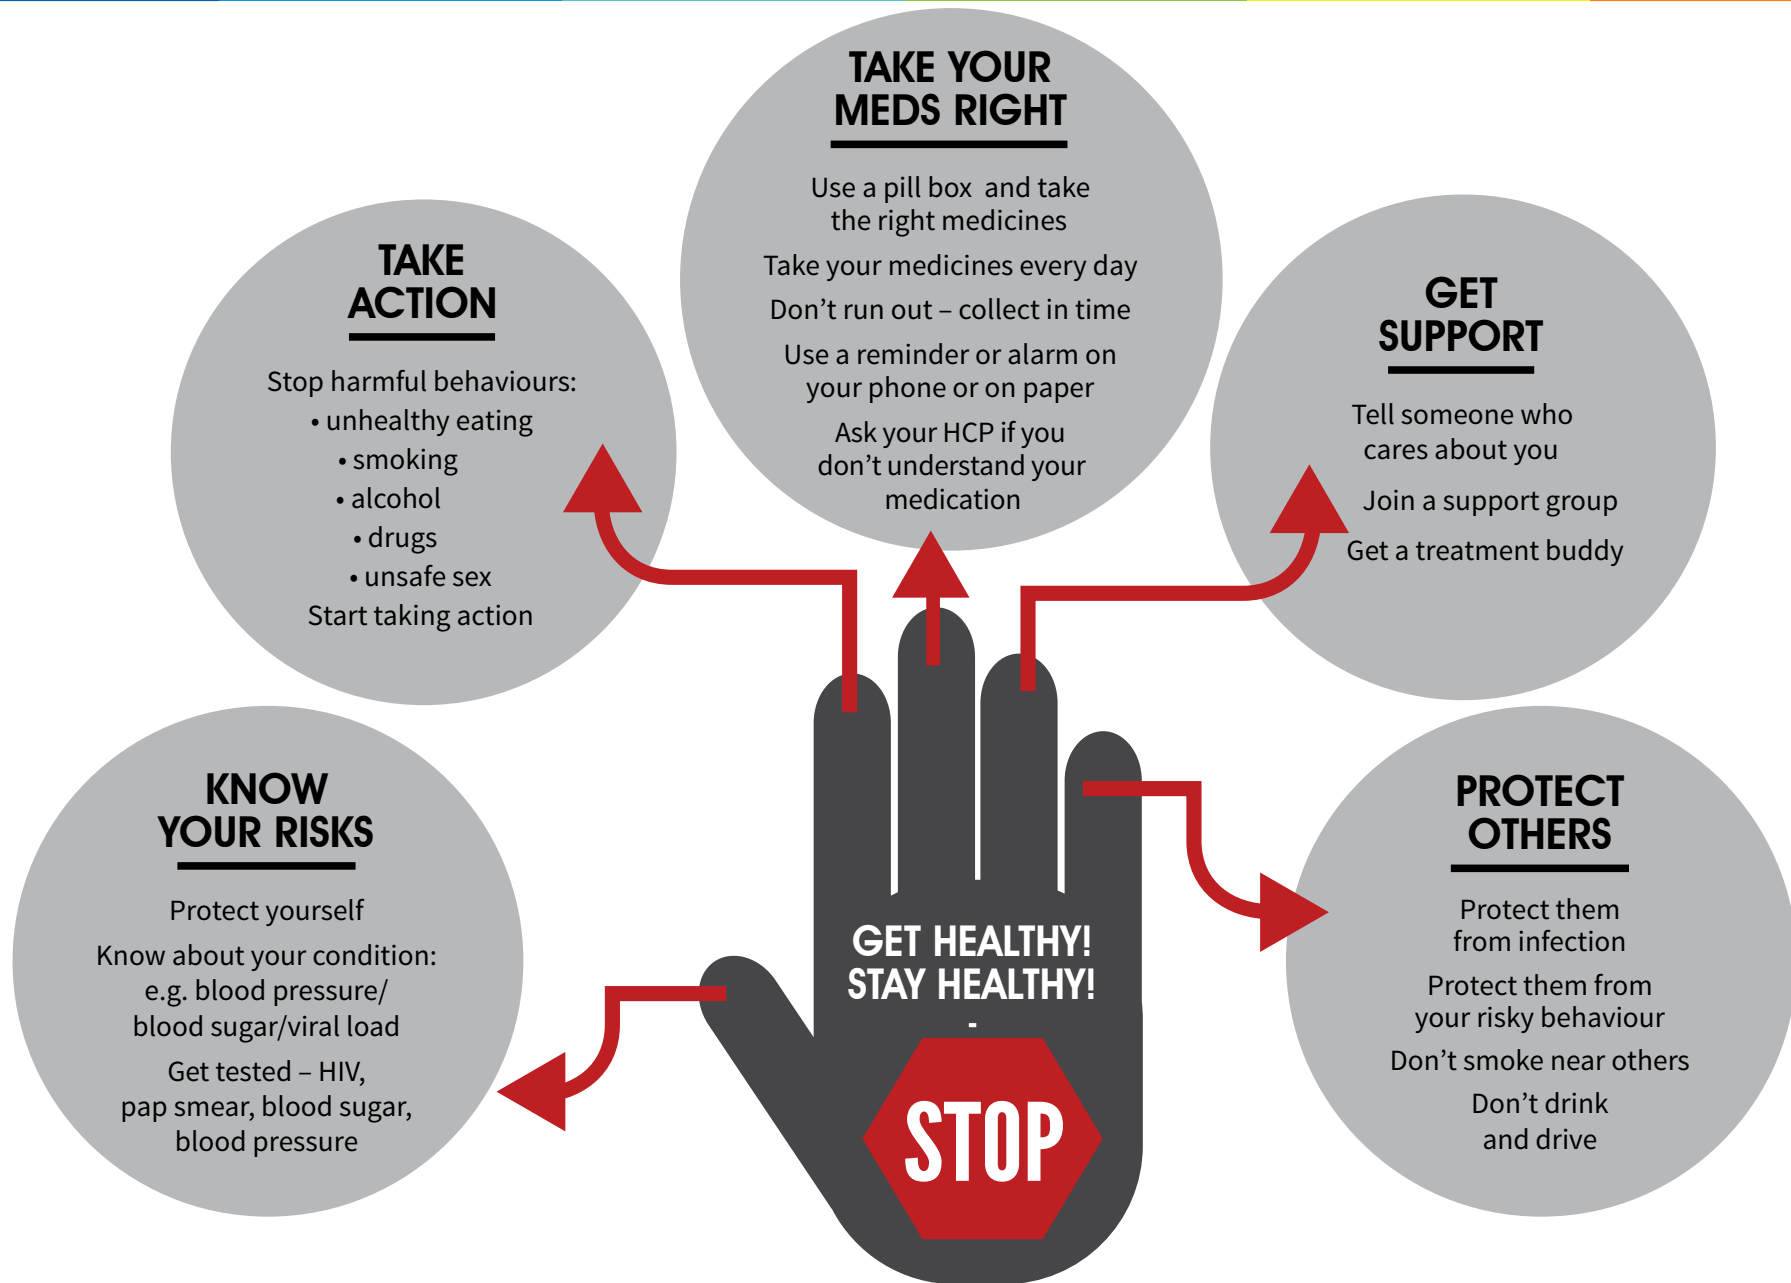 TAKE YOUR
MEDS RIGHT
Use a pill box and take
the right medicines
Take your medicines every day
Don’t run out – collect in time
Use a reminder or alarm on
your phone or on paper
Ask your HCP if you
don’t understand your
medication
TAKE
ACTION
Stop harmful behaviours:
• unhealthy eating
• smoking
• alcohol
• drugs
• unsafe sex
Start taking action
GET
SUPPORT
Tell someone who
cares about you
Join a support group
Get a treatment buddy
KNOW
YOUR RISKS
Protect yourself
Know about your condition:
e.g. blood pressure/
blood sugar/viral load
Get tested – HIV,
pap smear, blood sugar,
blood pressure
PROTECT
OTHERS
Protect them
from infection
Protect them from
your risky behaviour
Don’t smoke near others
Don’t drink
and drive
GET HEALTHY!
STAY HEALTHY!
-
STOP